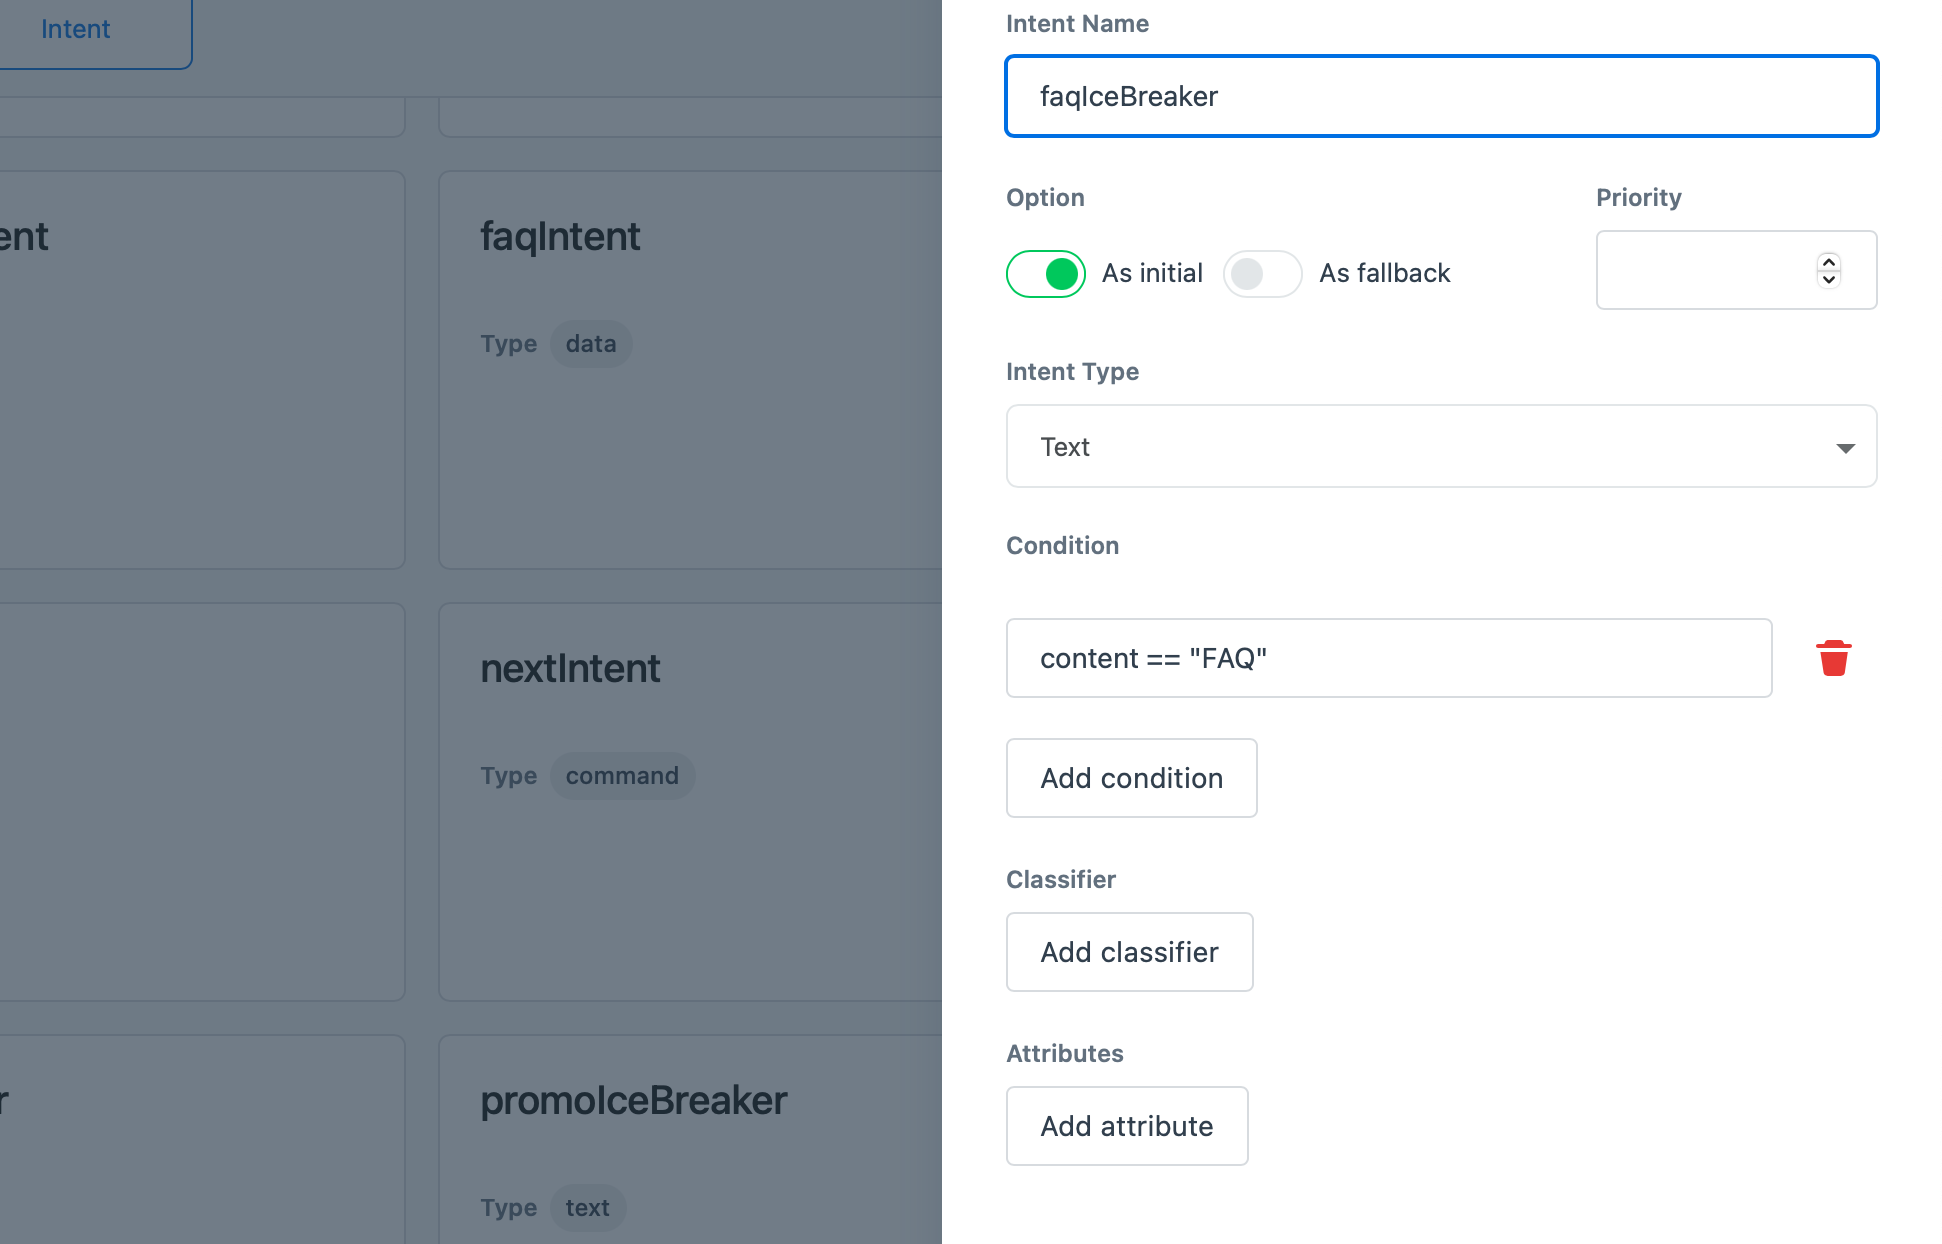 Intent
ent
faqIntent
Type data
nextIntent
Type command
r
promoIceBreaker
Type text
Intent Name
faqIceBreaker
Option
Priority
As initial
As fallback
Intent Type
Text
Condition
content == "FAQ"
Add condition
Classifier
Add classifier
Attributes
Add attribute